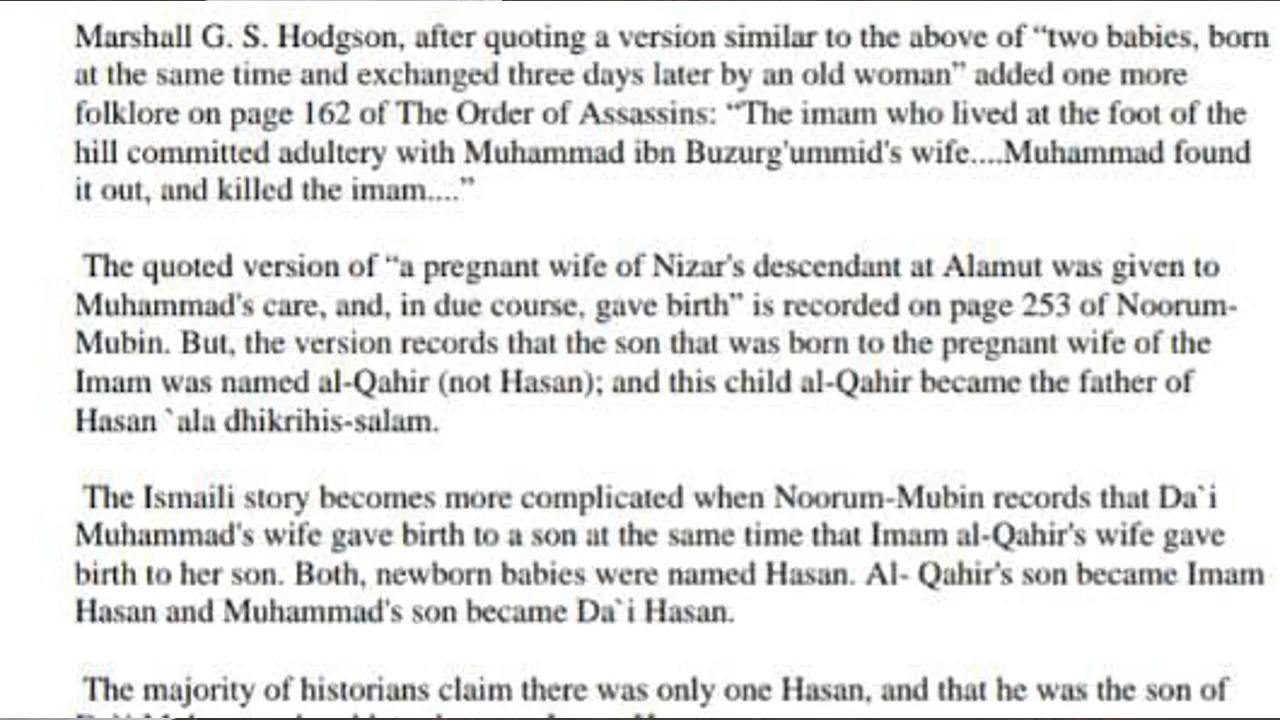 Marshall G. S. Hodgson, after quoting a version similar to the above of “two babies, born
at the same time and exchanged three days later by an old woman” added one more
folklore on page 162 of The Order of Assassins: “The imam who lived at the foot of the
hill committed adultery with Muhammad ibn Buzurg'ummid's wife....Muhammad found
it out, and killed the imam....”
The quoted version of “a pregnant wife of Nizar's descendant at Alamut was given to
Muhammad's care, and, in due course, gave birth” is recorded on page 253 of Noorum-
Mubin. But, the version records that the son that was born to the pregnant wife of the
Imam was named al-Qahir (not Hasan); and this child al-Qahir became the father of
Hasan `ala dhikrihis-salam.
The Ismaili story becomes more complicated when Noorum-Mubin records that Da`i
Muhammad's wife gave birth to a son at the same time that Imam al-Qahir's wife gave
birth to her son. Both, newborn babies were named Hasan. Al- Qahir's son became Imam
Hasan and Muhammad's son became Da`i Hasan.
The majority of historians claim there was only one Hasan, and that he was the son of